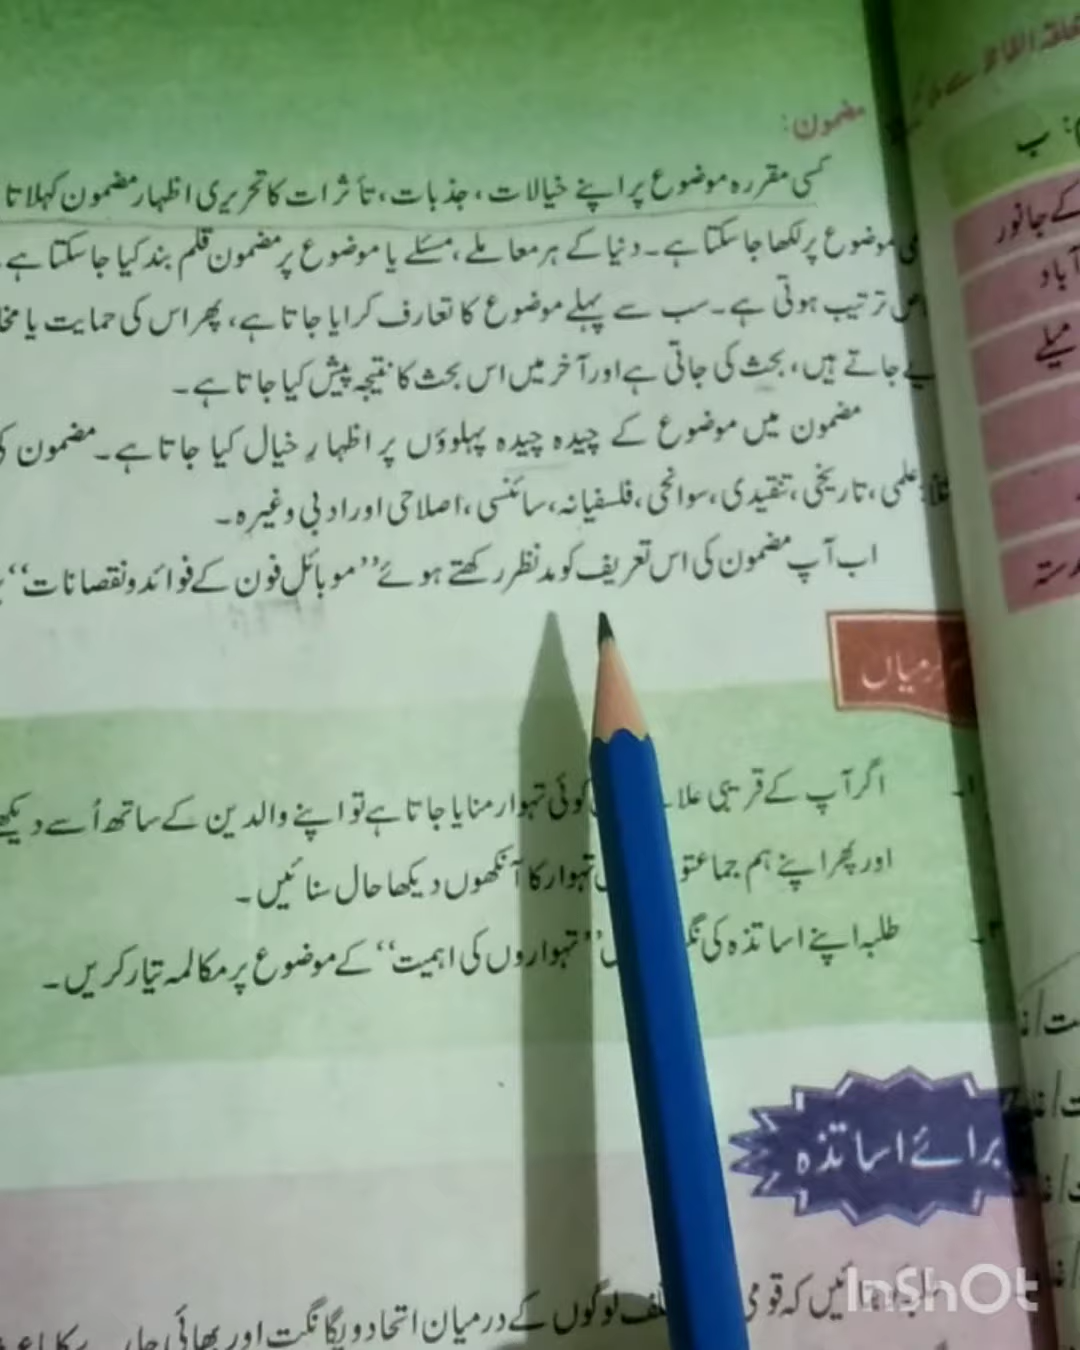 مضمون:
کسی مقررہ موضوع پر اپنے خیالات، جذبات، تأثرات کا تحریری اظہار مضمون کہلاتا
موضوع پر لکھا جا سکتا ہے۔ دنیا کے ہر معاملے، مسئلے یا موضوع پر مضمون قلم بند کیا جا سکتا ہے۔
ترتیب ہوتی ہے۔ سب سے پہلے موضوع کا تعارف کرایا جاتا ہے، پھر اس کی حمایت یا
جاتے ہیں، بحث کی جاتی ہے اور آخر میں اس بحث کا نتیجہ پیش کیا جاتا ہے۔
مضمون میں موضوع کے چیدہ چیدہ پہلوؤں پر اظہارِ خیال کیا جاتا ہے۔ مضمون
علمی، تاریخی، تنقیدی، سوانحی، فلسفیانہ، سائنسی، اصلاحی اور ادبی وغیرہ۔
اب آپ مضمون کی اس تعریف کو مدنظر رکھتے ہوئے ’’موبائل فون کے فوائد و نقصانات‘‘
اگر آپ کے قریبی کوئی تہوار منایا جاتا ہے تو اپنے والدین کے ساتھ اُسے
اور پھر اپنے ہم تہوار کا آنکھوں دیکھا حال سنائیں۔
طلبہ اپنے اساتذہ کی ’’تہواروں کی اہمیت‘‘ کے موضوع پر مکالمہ تیار کریں۔
برائے اساتذہ
کہ قومی لوگوں کے درمیان اتحاد و یگانگت اور بھائی
کے جانور
آباد
میلے
ب
InShOt